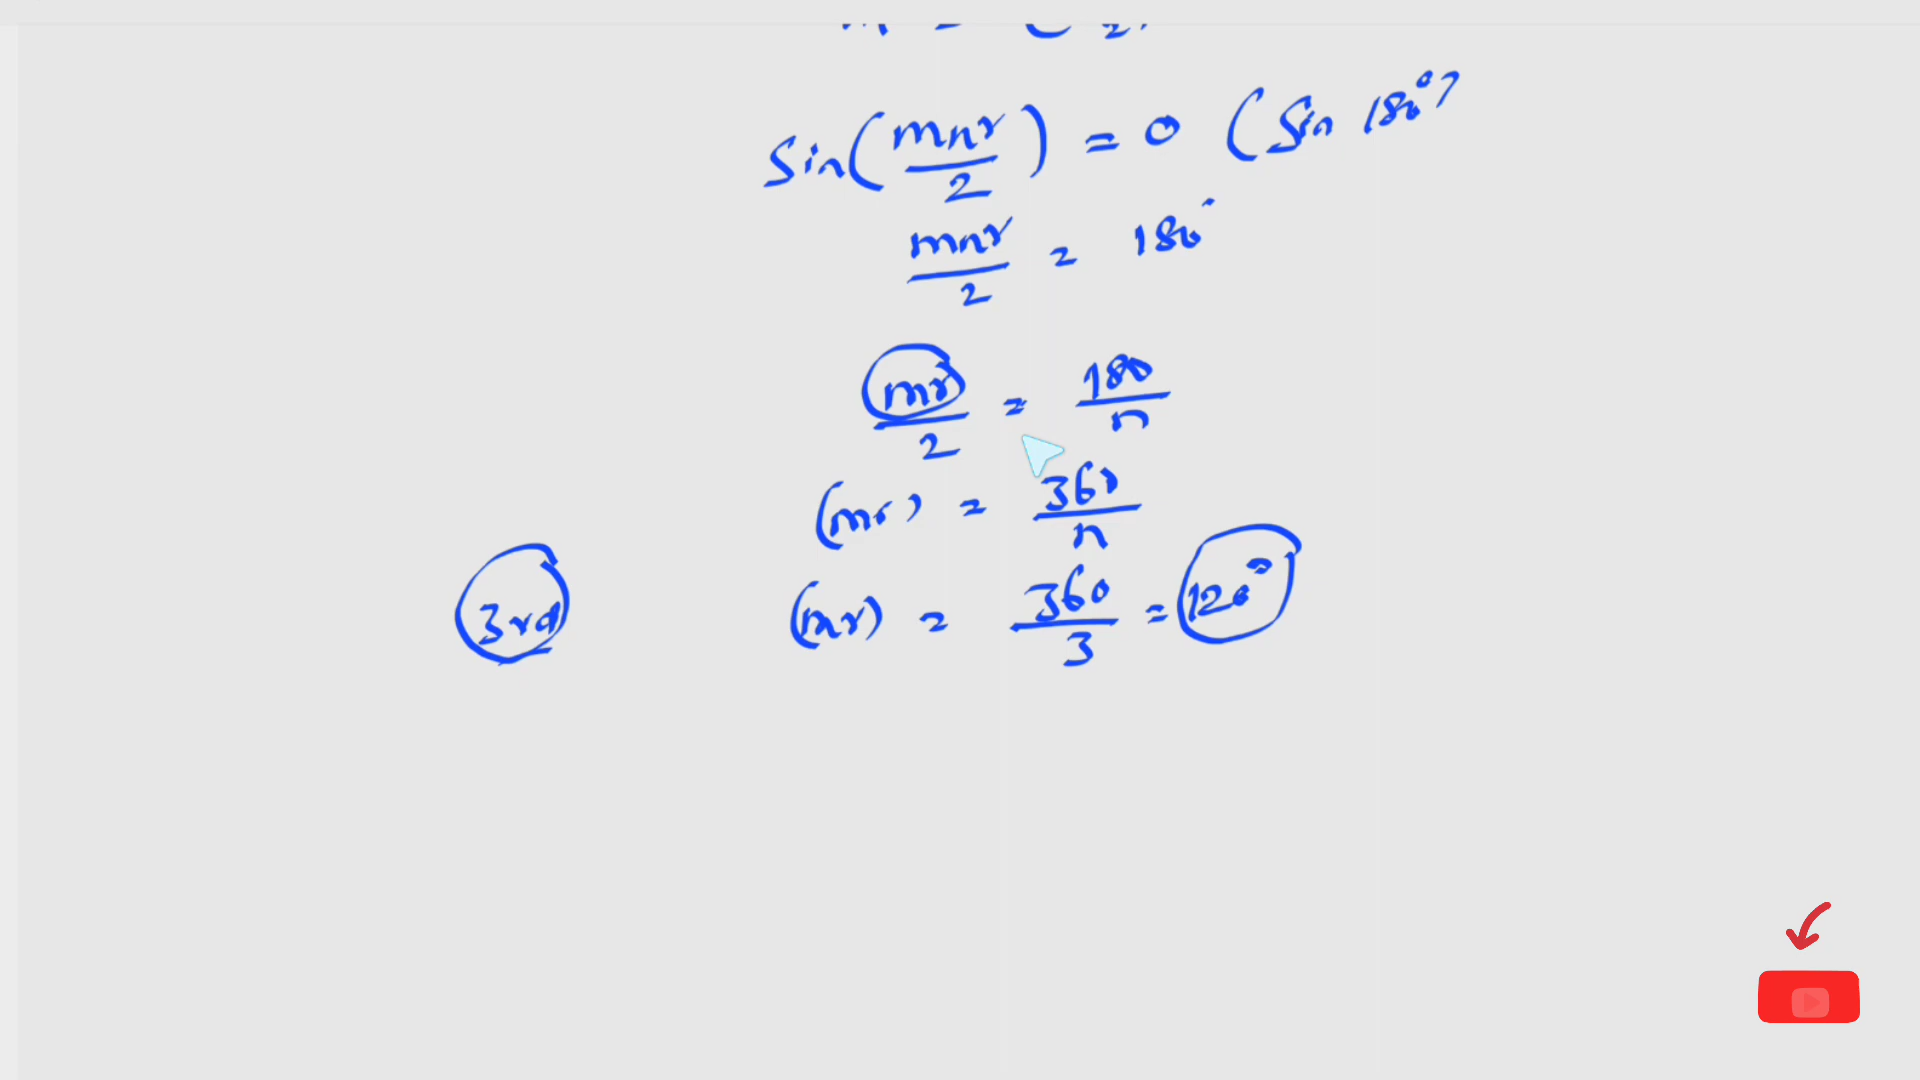 sin(mnr/2) = 0 (sin 180°)
mnr/2 = 180°
mr/2 = 180/n
(mr) = 360/n
3rd (mr) = 360/3 = 120°